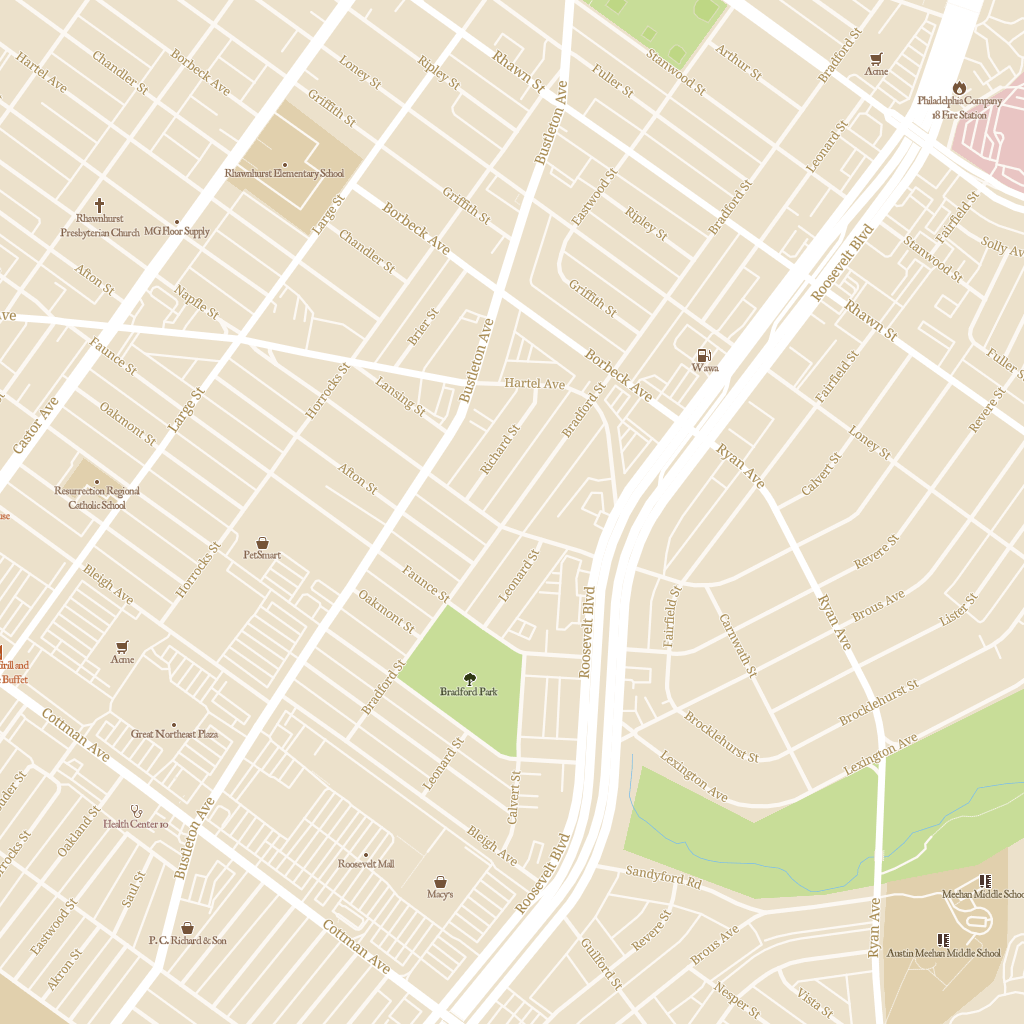 Hartel Ave
Chandler St
Borbeck Ave
Loney St
Ripley St
Rhawn St
Fuller St
Stanwood St
Arthur St
Bradford St
Acme
Philadelphia Company
18 Fire Station
Griffith St
Bustleton Ave
Leonard St
Rhawnhurst Elementary School
Rhawnhurst
Presbyterian Church
MG Floor Supply
Large St
Griffith St
Eastwood St
Ripley St
Bradford St
Fairfield St
Solly Av
Borbeck Ave
Chandler St
Stanwood St
Roosevelt Blvd
Afton St
Napfle St
Griffith St
Brier St
Rhawn St
Faunce St
Bustleton Ave
Borbeck Ave
Wawa
Fuller St
Hartel Ave
Fairfield St
Horrocks St
Lansing St
Bradford St
Revere St
Large St
Castor Ave
Oakmont St
Richard St
Loney St
Ryan Ave
Calvert St
Afton St
Resurrection Regional
Catholic School
PetSmart
Horrocks St
Bleigh Ave
Faunce St
Leonard St
Revere St
Oakmont St
Roosevelt Blvd
Fairfield St
Carnwath St
Ryan Ave
Brous Ave
Lister St
Acme
Bradford St
Bradford Park
Buffet
Brocklehurst St
Great Northeast Plaza
Cottman Ave
Brocklehurst St
Leonard St
Lexington Ave
Lexington Ave
Calvert St
Oakland St
Health Center 10
Bustleton Ave
Bleigh Ave
Roosevelt Mall
Macy's
Roosevelt Blvd
Sandyford Rd
Meehan Middle School
Saul St
Eastwood St
Akron St
P. C. Richard & Son
Cottman Ave
Revere St
Brous Ave
Guilford St
Ryan Ave
Austin Meehan Middle School
Nesper St
Vista St